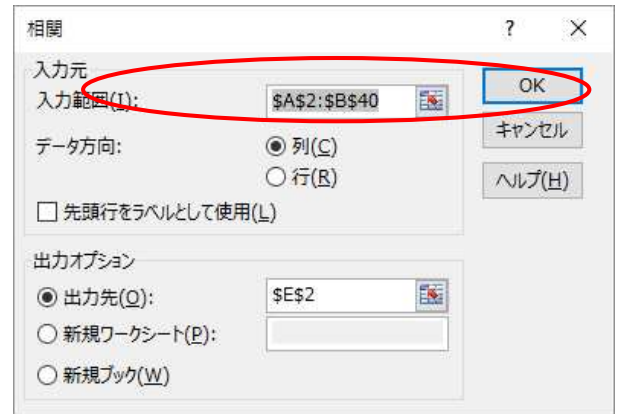 相関 ? ×
入力元
入力範囲(I): $A$2:$B$40 OK
データ方向: 列(C) キャンセル
行(R) ヘルプ(H)
先頭行をラベルとして使用(L)
出力オプション
出力先(O): $E$2
新規ワークシート(P):
新規ブック(W)